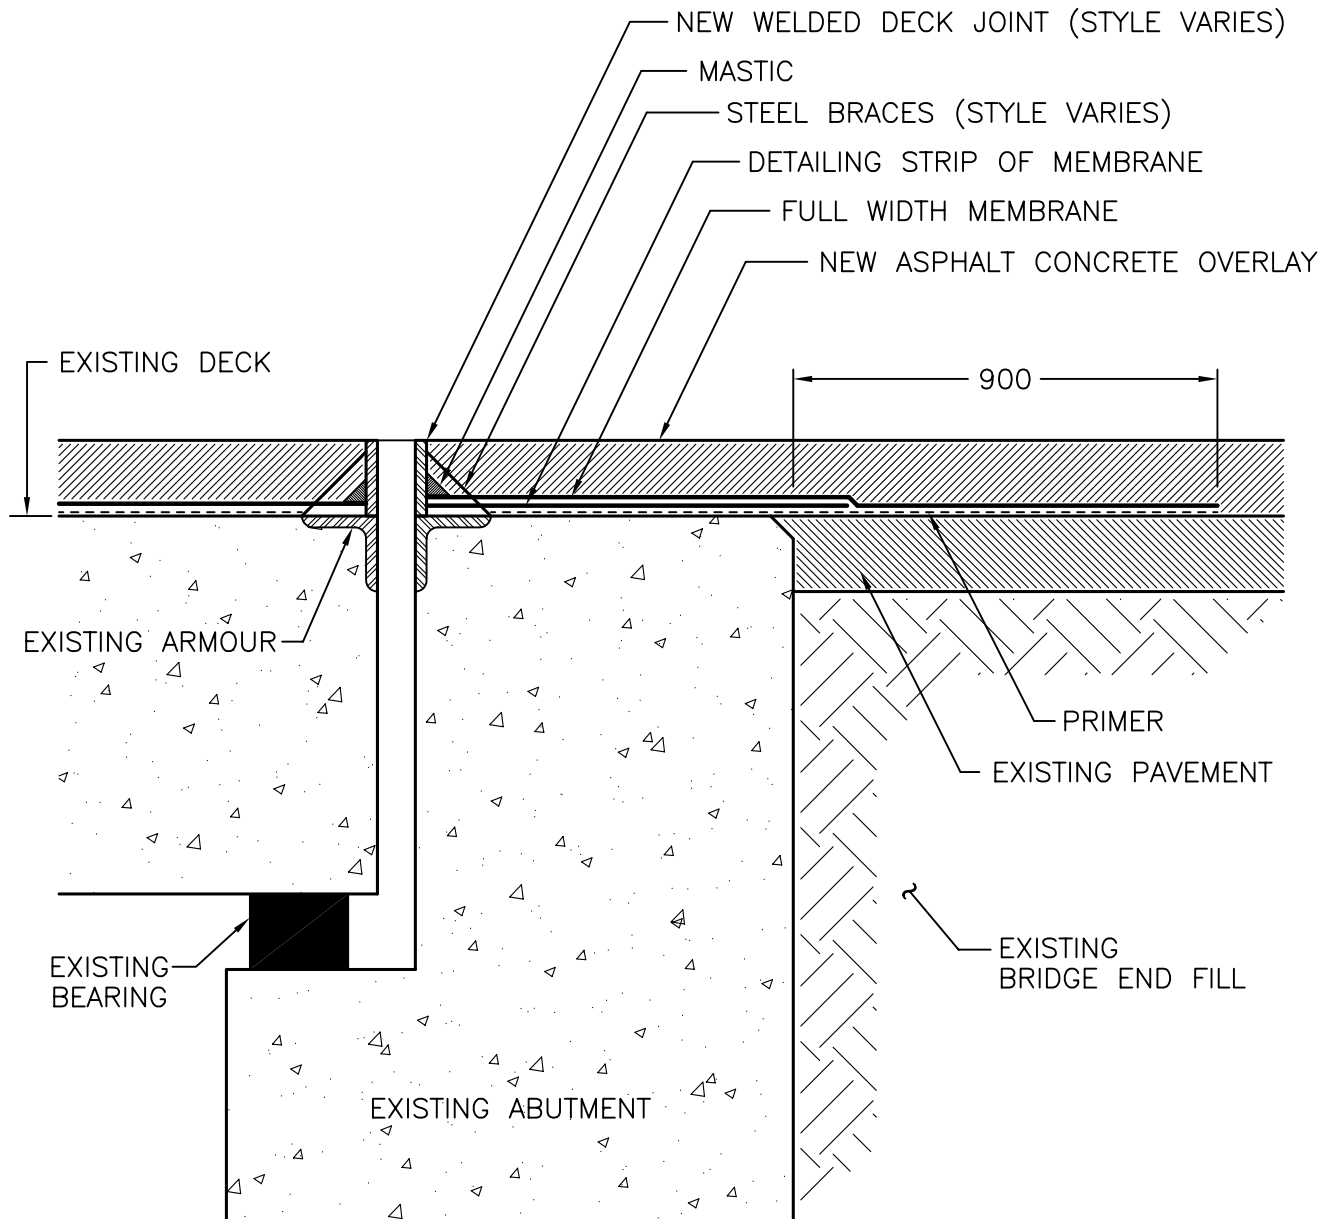 NEW WELDED DECK JOINT (STYLE VARIES)
MASTIC
STEEL BRACES (STYLE VARIES)
DETAILING STRIP OF MEMBRANE
FULL WIDTH MEMBRANE
NEW ASPHALT CONCRETE OVERLAY
EXISTING DECK
900
EXISTING ARMOUR
PRIMER
EXISTING PAVEMENT
EXISTING
BEARING
EXISTING
BRIDGE END FILL
EXISTING ABUTMENT